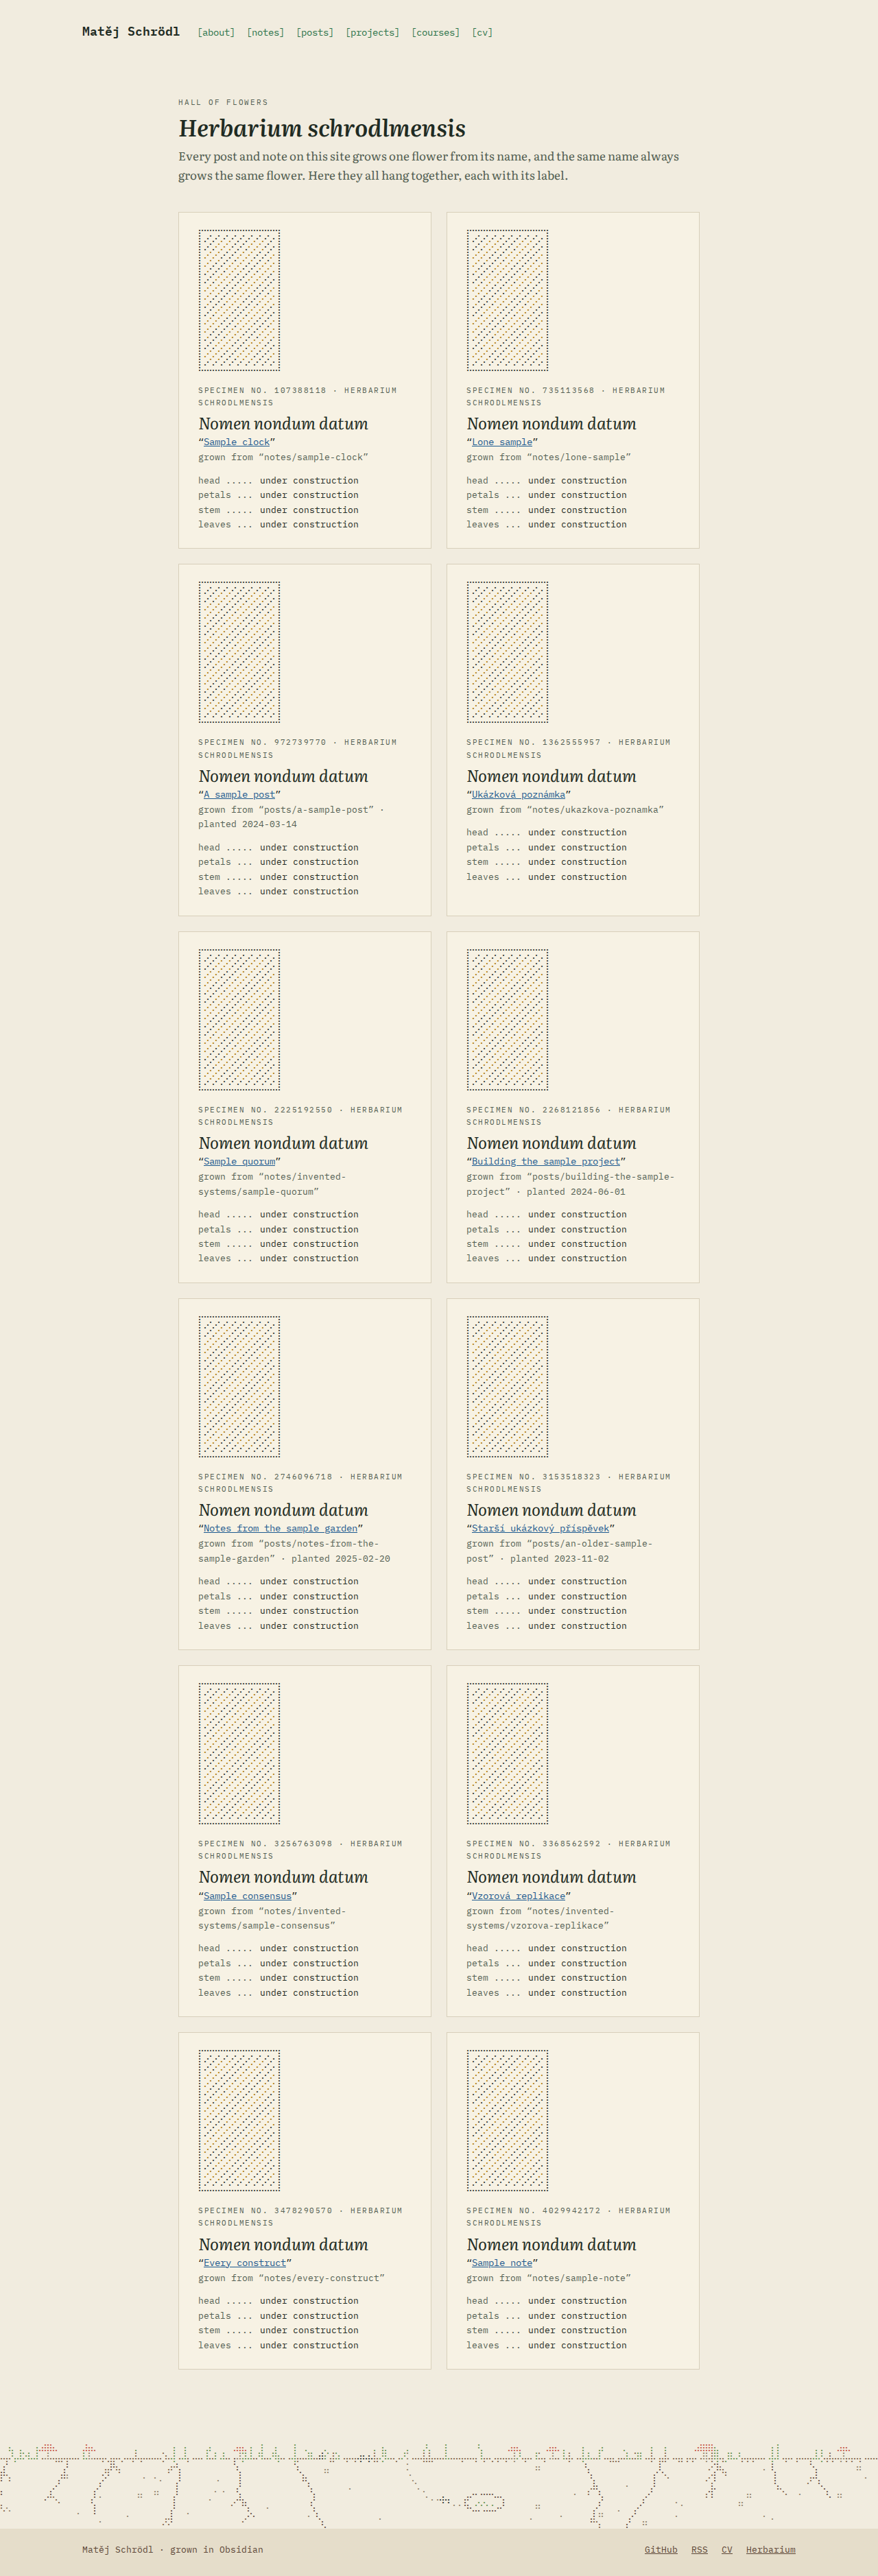 Matěj Schrödl [about] [notes] [posts] [projects] [courses] [cv]
HALL OF FLOWERS
Herbarium schrodlmensis
Every post and note on this site grows one flower from its name, and the same name always
grows the same flower. Here they all hang together, each with its label.
SPECIMEN NO. 107388118 · HERBARIUM
SCHRODLMENSIS
Nomen nondum datum
“Sample clock”
grown from “notes/sample-clock”
head ..... under construction
petals ... under construction
stem ..... under construction
leaves ... under construction
SPECIMEN NO. 735113568 · HERBARIUM
SCHRODLMENSIS
Nomen nondum datum
“Lone sample”
grown from “notes/lone-sample”
head ..... under construction
petals ... under construction
stem ..... under construction
leaves ... under construction
SPECIMEN NO. 972739770 · HERBARIUM
SCHRODLMENSIS
Nomen nondum datum
“A sample post”
grown from “posts/a-sample-post” ·
planted 2024-03-14
head ..... under construction
petals ... under construction
stem ..... under construction
leaves ... under construction
SPECIMEN NO. 1362555957 · HERBARIUM
SCHRODLMENSIS
Nomen nondum datum
“Ukázková poznámka”
grown from “notes/ukazkova-poznamka”
head ..... under construction
petals ... under construction
stem ..... under construction
leaves ... under construction
SPECIMEN NO. 2225192550 · HERBARIUM
SCHRODLMENSIS
Nomen nondum datum
“Sample quorum”
grown from “notes/invented-
systems/sample-quorum”
head ..... under construction
petals ... under construction
stem ..... under construction
leaves ... under construction
SPECIMEN NO. 2268121856 · HERBARIUM
SCHRODLMENSIS
Nomen nondum datum
“Building the sample project”
grown from “posts/building-the-sample-
project” · planted 2024-06-01
head ..... under construction
petals ... under construction
stem ..... under construction
leaves ... under construction
SPECIMEN NO. 2746096718 · HERBARIUM
SCHRODLMENSIS
Nomen nondum datum
“Notes from the sample garden”
grown from “posts/notes-from-the-
sample-garden” · planted 2025-02-20
head ..... under construction
petals ... under construction
stem ..... under construction
leaves ... under construction
SPECIMEN NO. 3153518323 · HERBARIUM
SCHRODLMENSIS
Nomen nondum datum
“Starší ukázkový příspěvek”
grown from “posts/an-older-sample-
post” · planted 2023-11-02
head ..... under construction
petals ... under construction
stem ..... under construction
leaves ... under construction
SPECIMEN NO. 3256763098 · HERBARIUM
SCHRODLMENSIS
Nomen nondum datum
“Sample consensus”
grown from “notes/invented-
systems/sample-consensus”
head ..... under construction
petals ... under construction
stem ..... under construction
leaves ... under construction
SPECIMEN NO. 3368562592 · HERBARIUM
SCHRODLMENSIS
Nomen nondum datum
“Vzorová replikace”
grown from “notes/invented-
systems/vzorova-replikace”
head ..... under construction
petals ... under construction
stem ..... under construction
leaves ... under construction
SPECIMEN NO. 3478290570 · HERBARIUM
SCHRODLMENSIS
Nomen nondum datum
“Every construct”
grown from “notes/every-construct”
head ..... under construction
petals ... under construction
stem ..... under construction
leaves ... under construction
SPECIMEN NO. 4029942172 · HERBARIUM
SCHRODLMENSIS
Nomen nondum datum
“Sample note”
grown from “notes/sample-note”
head ..... under construction
petals ... under construction
stem ..... under construction
leaves ... under construction
Matěj Schrödl · grown in Obsidian GitHub RSS CV Herbarium